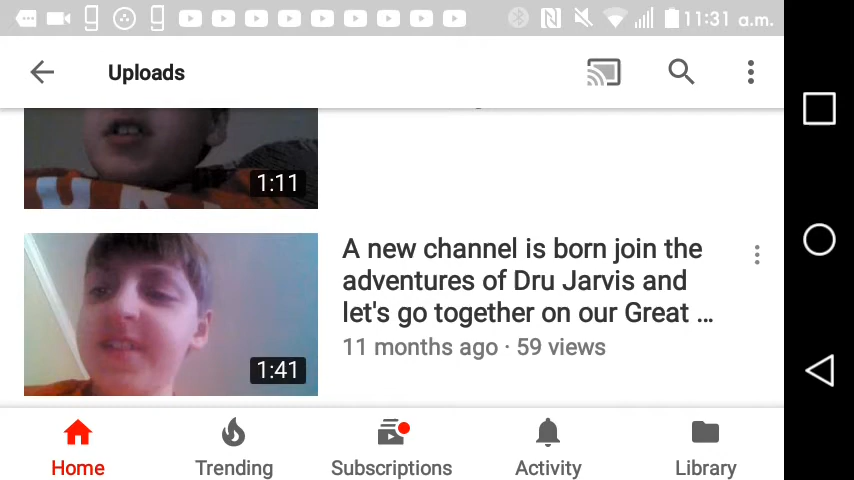 11:31 a.m.
Uploads
1:11
A new channel is born join the
adventures of Dru Jarvis and
let's go together on our Great ...
11 months ago · 59 views
1:41
Home
Trending
Subscriptions
Activity
Library